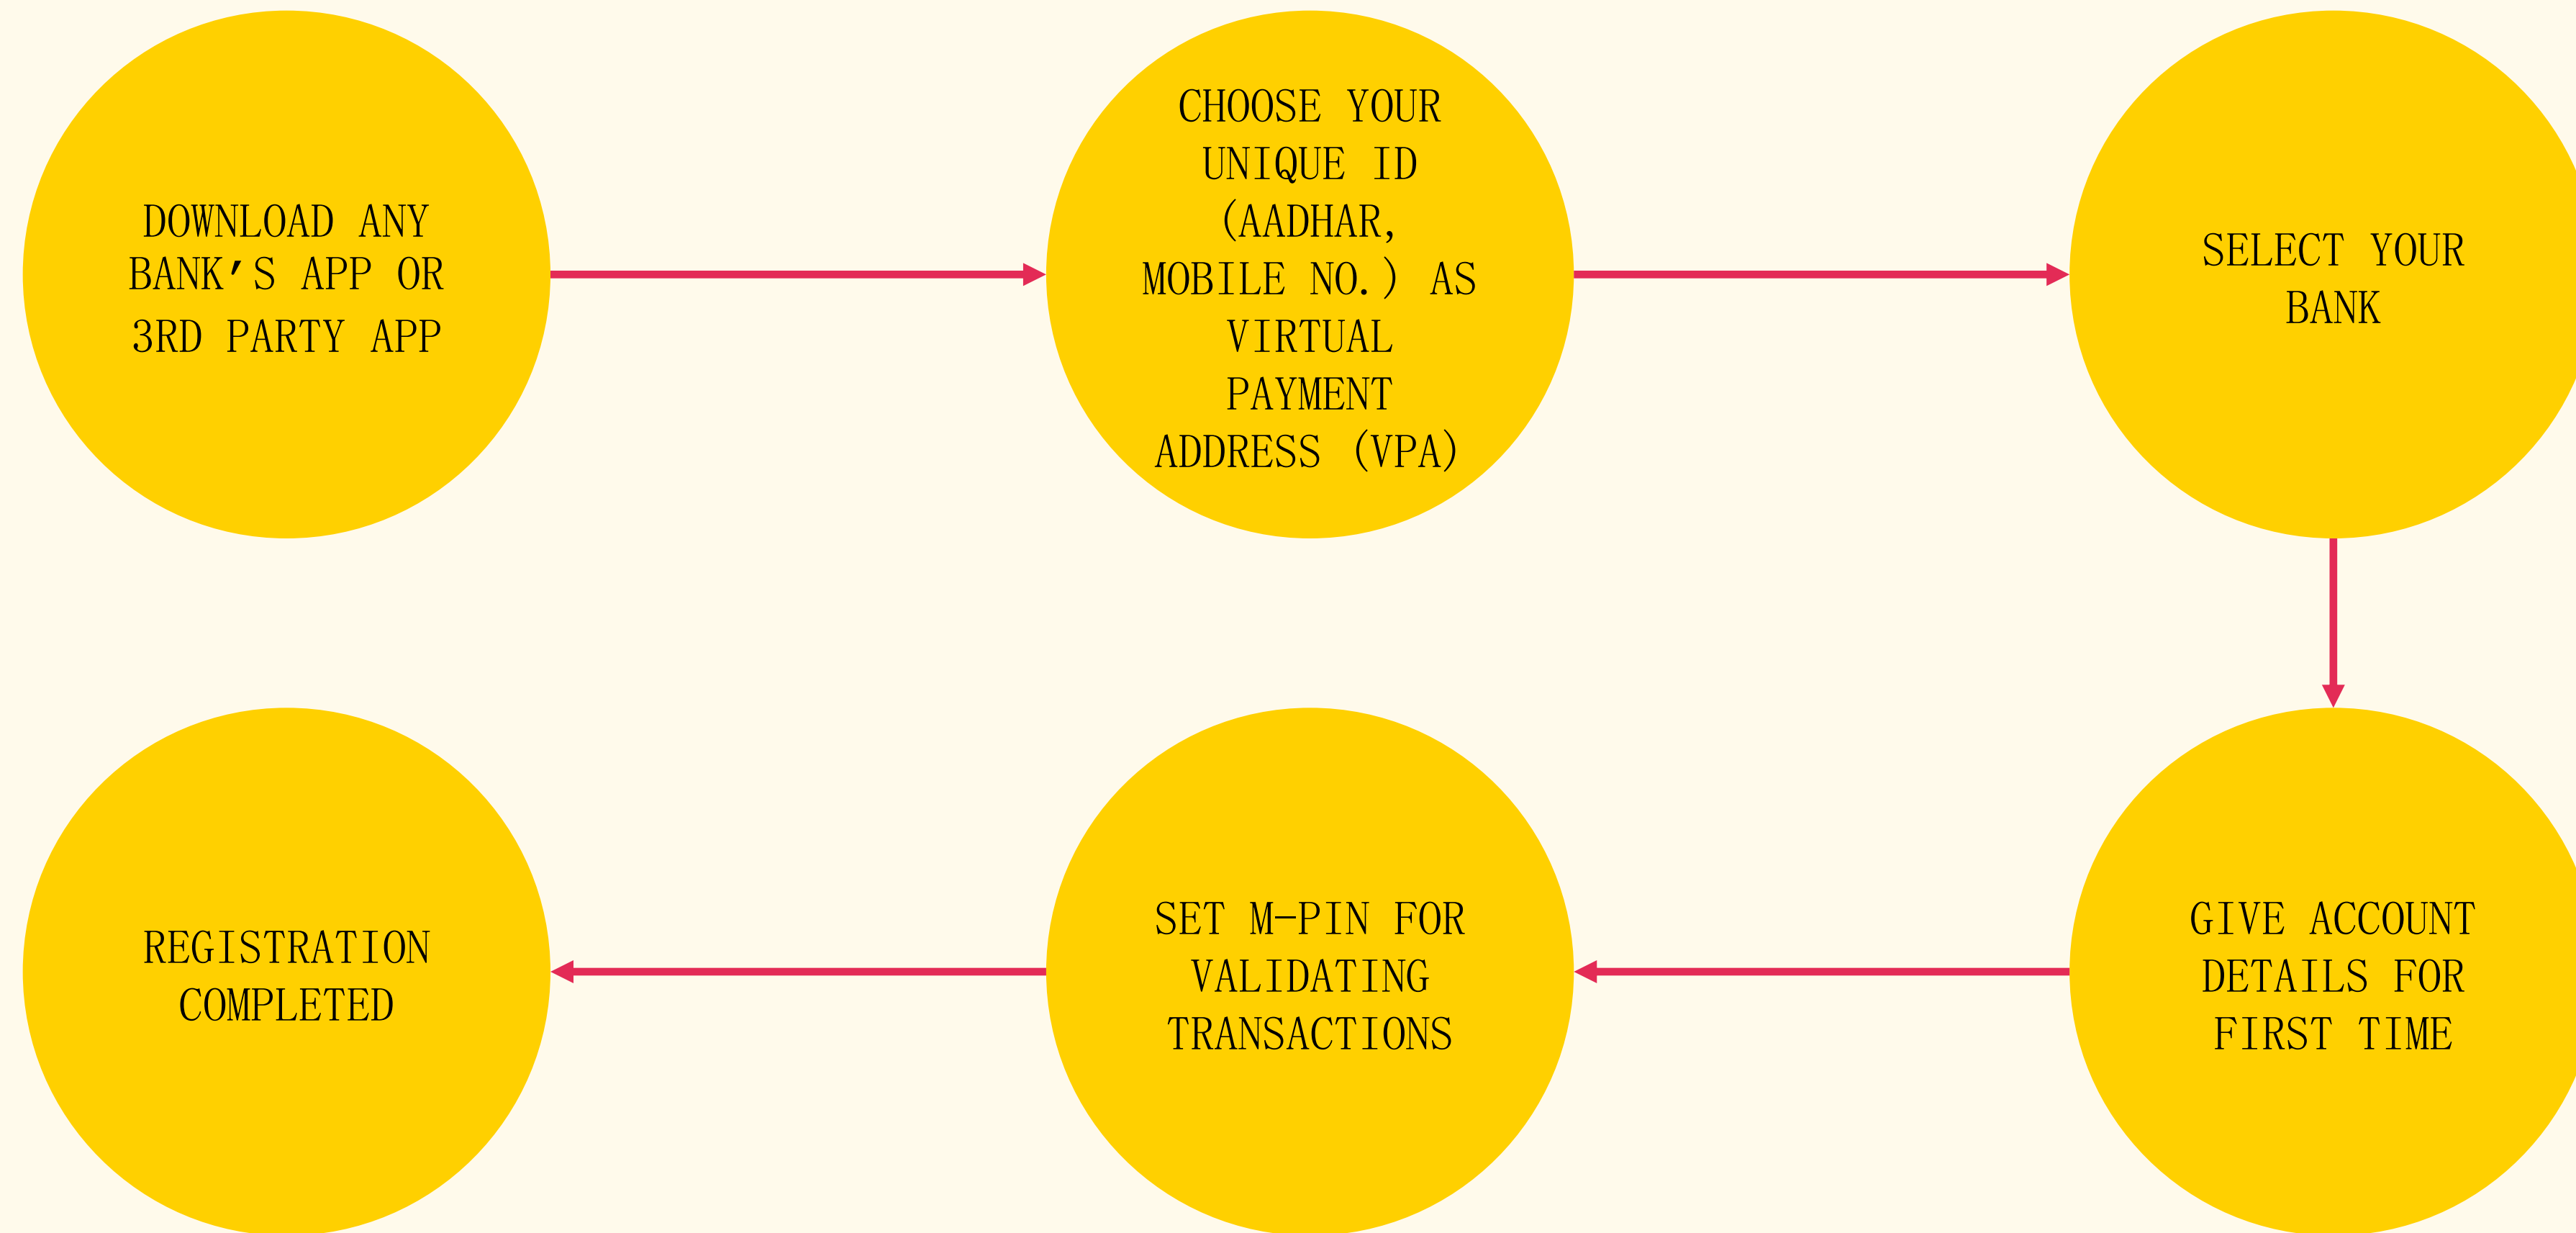 DOWNLOAD ANY
BANK'S APP OR
3RD PARTY APP
CHOOSE YOUR
UNIQUE ID
(AADHAR,
MOBILE NO.) AS
VIRTUAL
PAYMENT
ADDRESS (VPA)
SELECT YOUR
BANK
GIVE ACCOUNT
DETAILS FOR
FIRST TIME
SET M-PIN FOR
VALIDATING
TRANSACTIONS
REGISTRATION
COMPLETED